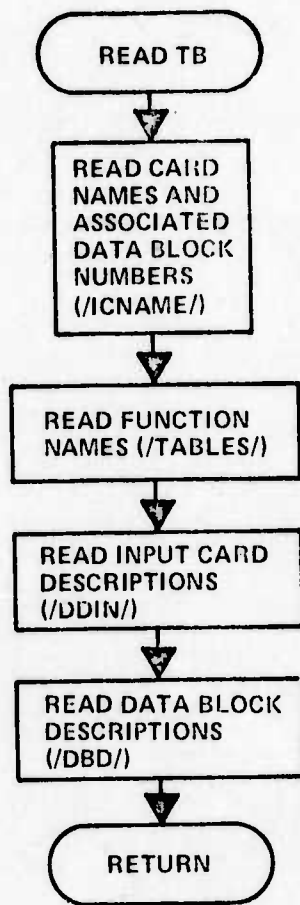 READ TB
READ CARD
NAMES AND
ASSOCIATED
DATA BLOCK
NUMBERS
(/ICNAME/)
READ FUNCTION
NAMES (/TABLES/)
READ INPUT CARD
DESCRIPTIONS
(/DDIN/)
READ DATA BLOCK
DESCRIPTIONS
(/DBD/)
RETURN